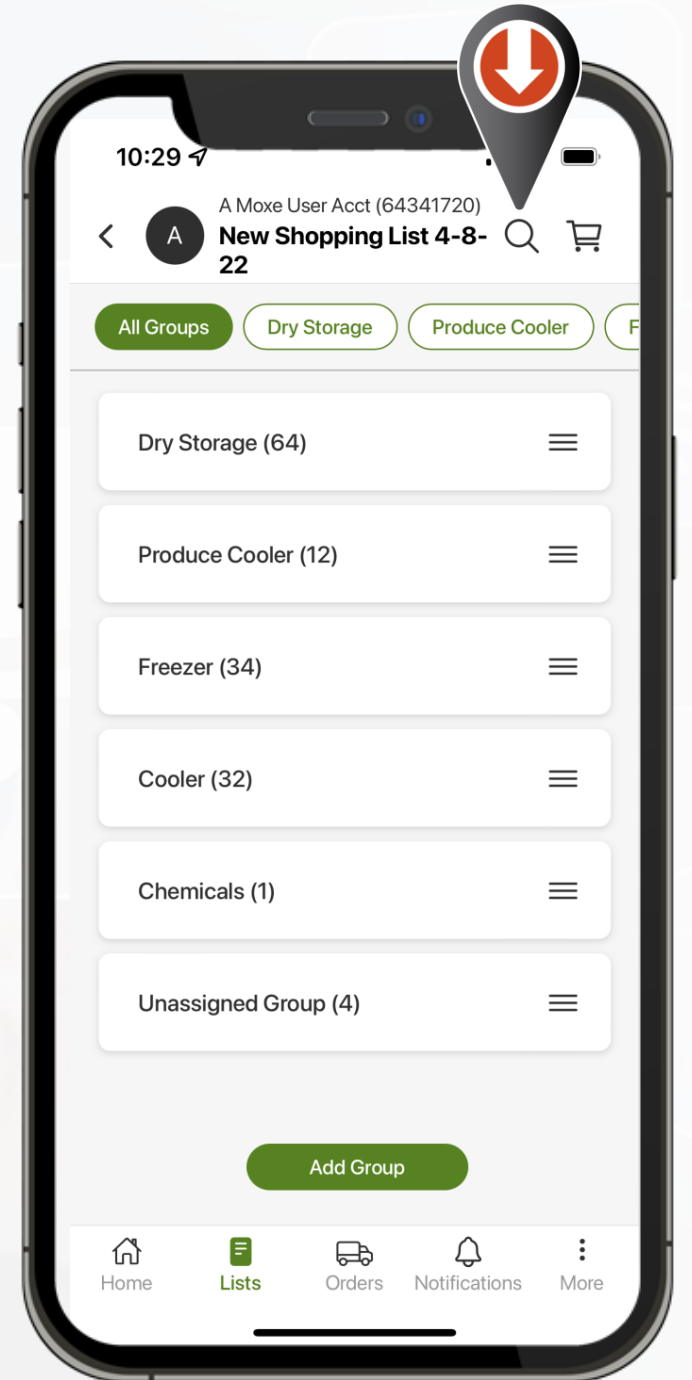 10:29
A Moxe User Acct (64341720)
A
New Shopping List 4-8-
22
All Groups Dry Storage Produce Cooler F
Dry Storage (64)
Produce Cooler (12)
Freezer (34)
Cooler (32)
Chemicals (1)
Unassigned Group (4)
Add Group
Home Lists Orders Notifications More